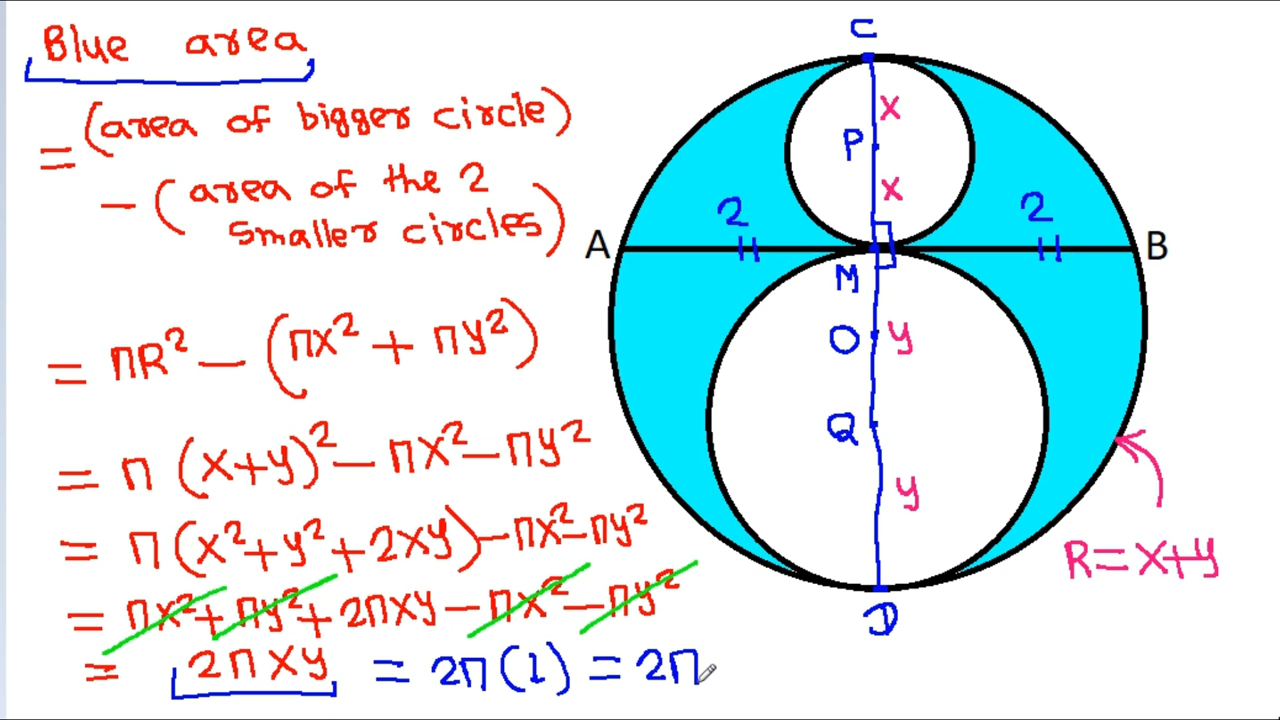 Blue area
= (area of bigger circle)
- (area of the 2
smaller circles)
= πR² - (πx² + πy²)
= π (x+y)² - πx² - πy²
= π(x²+y²+2xy) - πx² - πy²
= πx² + πy² + 2πxy - πx² - πy²
= 2πxy = 2π(1) = 2π
C
x
P
x
2
2
A
B
M
O
y
Q
y
R=x+y
D